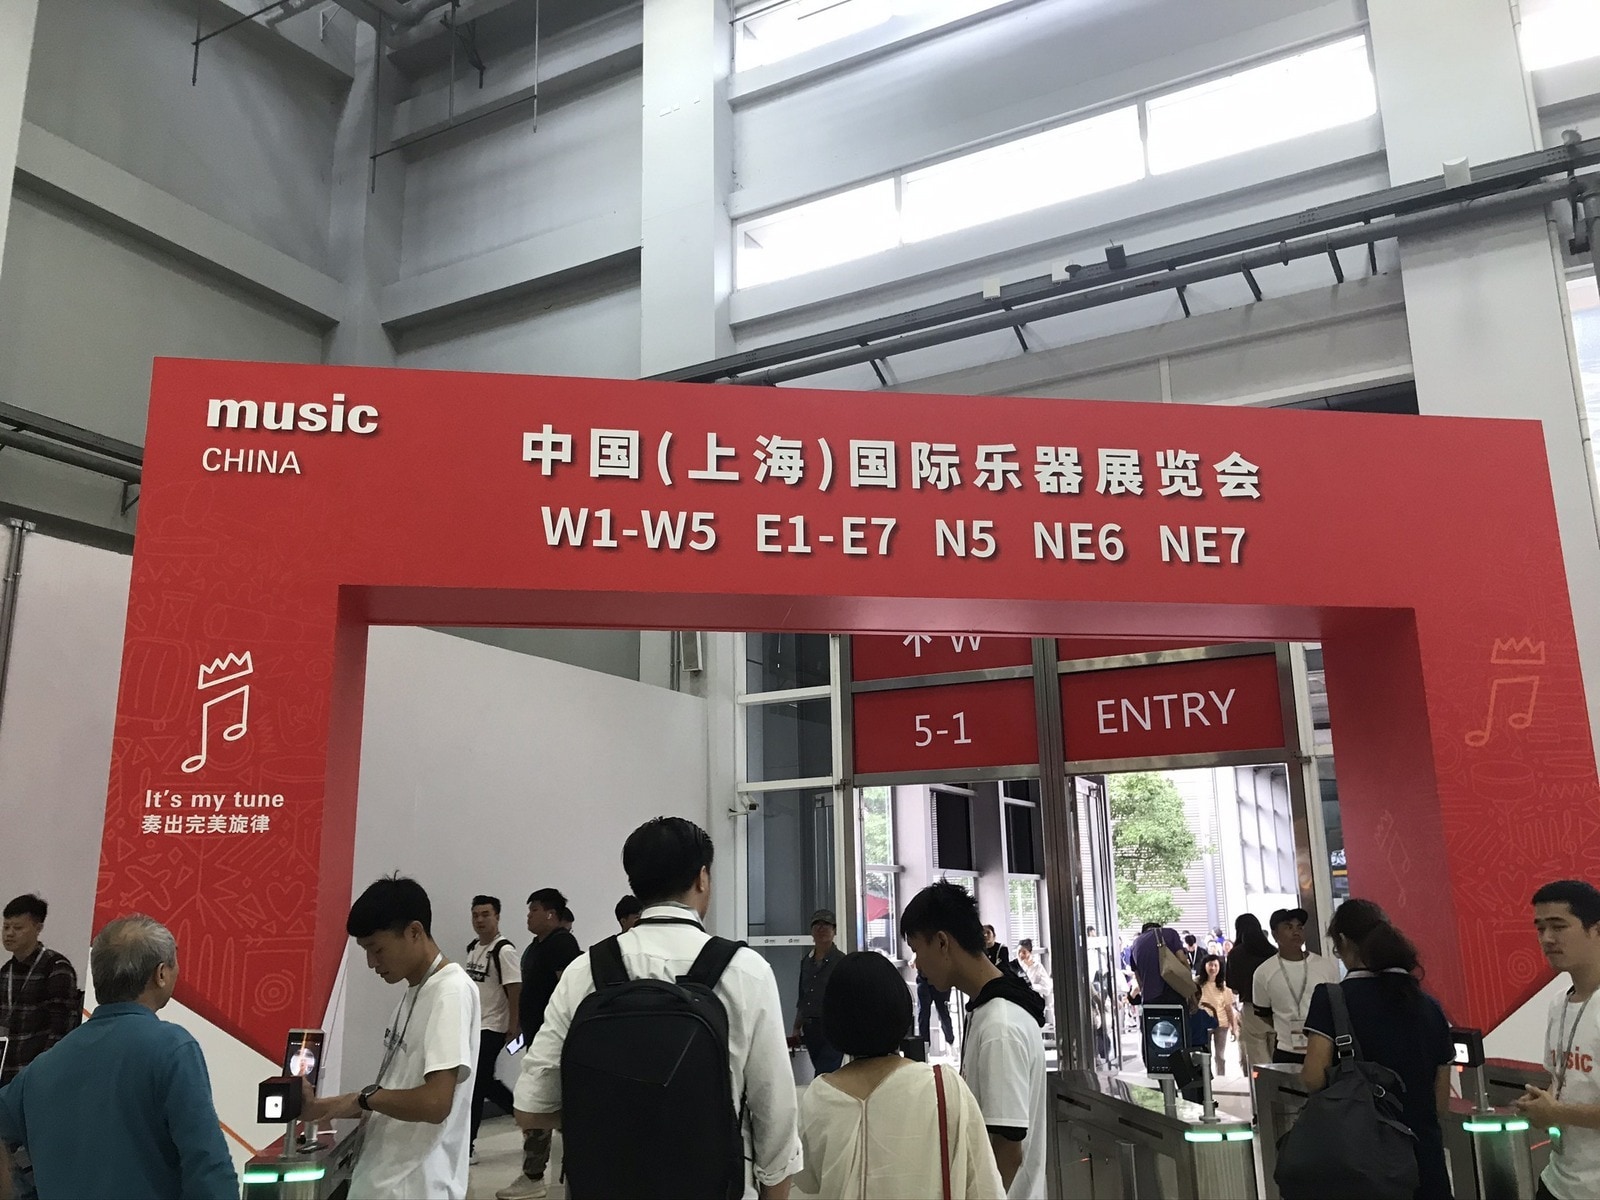 music
CHINA
中国(上海)国际乐器展览会
W1-W5 E1-E7 N5 NE6 NE7
5-1
ENTRY
It's my tune
奏出完美旋律